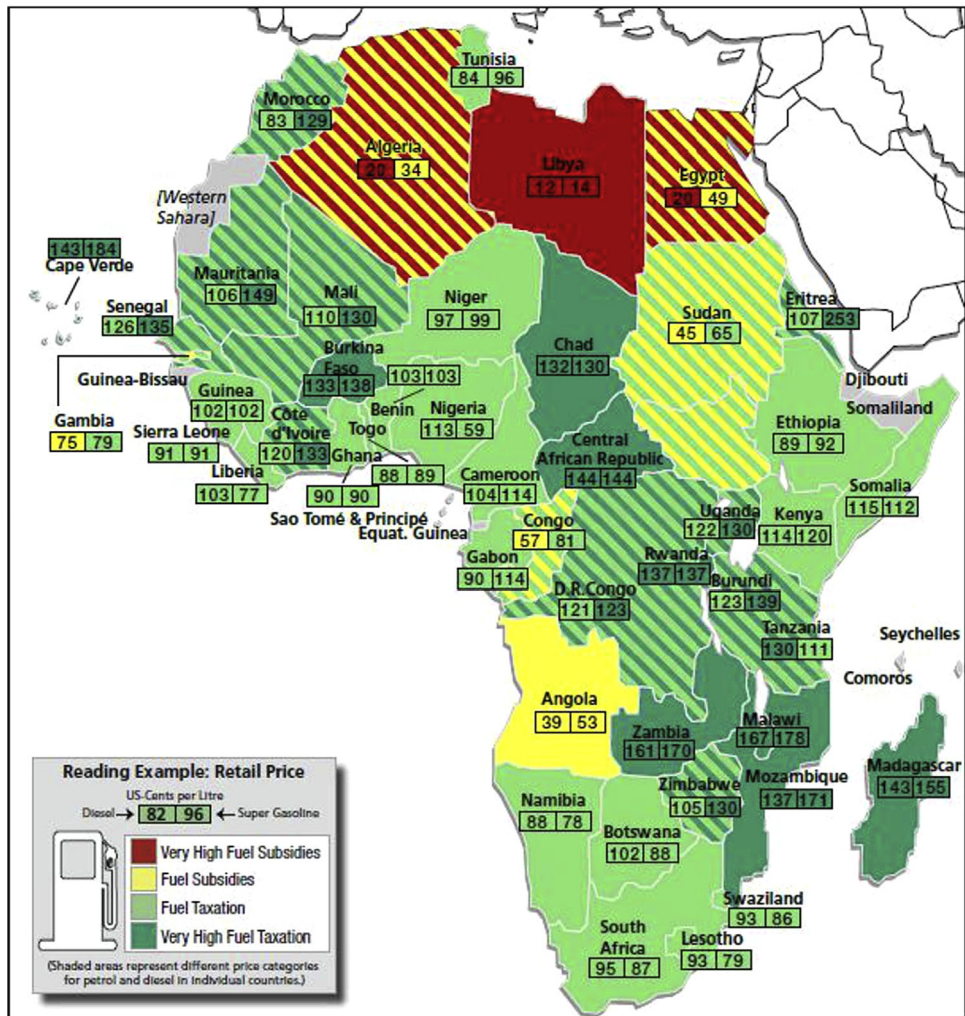 Tunisia
84 96
Morocco
83 129
Algeria
20 34
Libya
12 14
Egypt
20 49
[Western
Sahara]
143 184
Cape Verde
Mauritania
106 149
Mali
110 130
Niger
97 99
Chad
132 130
Sudan
45 65
Eritrea
107 253
Senegal
126 135
Burkina
Faso
133 138
103 103
Benin
Guinea-Bissau
Guinea
102 102
Gambia
75 79
Sierra Leone
91 91
Côte
d'Ivoire
120 133
Togo
Ghana
Nigeria
113 59
Djibouti
Somaliland
Ethiopia
89 92
Liberia
103 77
90 90
88 89
Cameroon
104 114
Central
African Republic
144 144
Somalia
115 112
Sao Tomé & Principé
Equat. Guinea
Congo
57 81
Uganda
122 130
Kenya
114 120
Gabon
90 114
Rwanda
137 137
D.R.Congo
121 123
Burundi
123 139
Tanzania
130 111
Seychelles
Comoros
Angola
39 53
Zambia
161 170
Malawi
167 178
Madagascar
143 155
Zimbabwe
105 130
Mozambique
137 171
Namibia
88 78
Botswana
102 88
Swaziland
93 86
South
Africa
95 87
Lesotho
93 79
Reading Example: Retail Price
US-Cents per Litre
Diesel 82 96 Super Gasoline
Very High Fuel Subsidies
Fuel Subsidies
Fuel Taxation
Very High Fuel Taxation
(Shaded areas represent different price categories
for petrol and diesel in individual countries.)